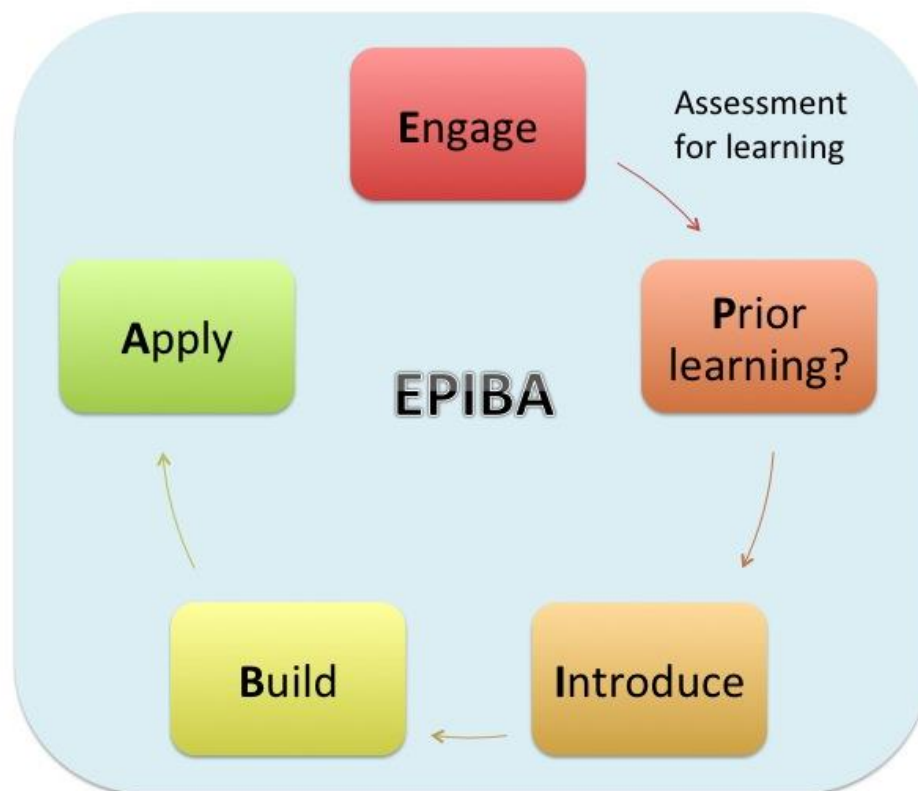 Engage
Assessment
for learning
Prior
learning?
Apply
EPIBA
Build
Introduce